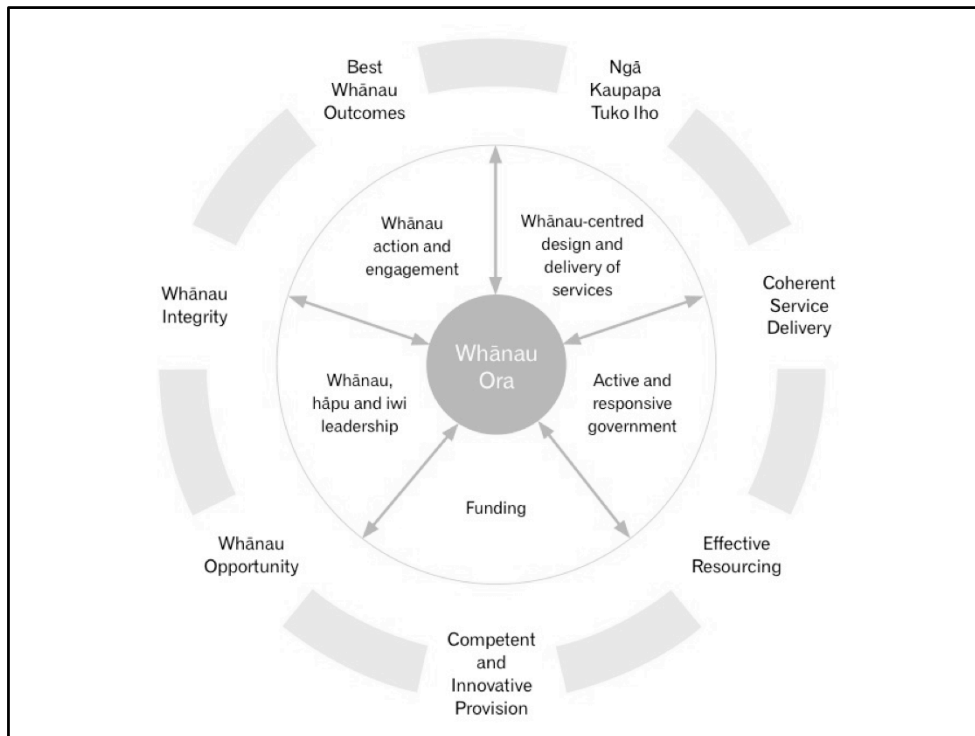 Best
Whānau
Outcomes
Ngā
Kaupapa
Tuko Iho
Whānau
action and
engagement
Whānau-centred
design and
delivery of
services
Whānau
Integrity
Coherent
Service
Delivery
Whānau
Ora
Whānau,
hāpu and iwi
leadership
Active and
responsive
government
Funding
Whānau
Opportunity
Effective
Resourcing
Competent
and
Innovative
Provision